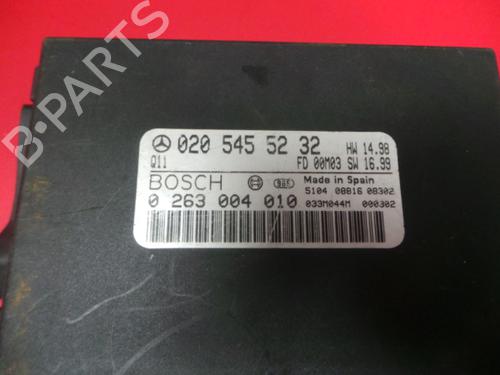 020 545 52 32 HW 14.98
Q11 FD 00M03 SW 16.99
BOSCH Made in Spain
5104 08816 08302
0 263 004 010 033M044M 000302
B-PARTS